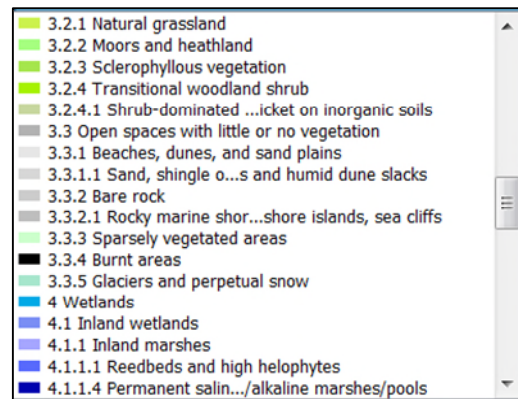 3.2.1 Natural grassland
3.2.2 Moors and heathland
3.2.3 Sclerophyllous vegetation
3.2.4 Transitional woodland shrub
3.2.4.1 Shrub-dominated ...icket on inorganic soils
3.3 Open spaces with little or no vegetation
3.3.1 Beaches, dunes, and sand plains
3.3.1.1 Sand, shingle o...s and humid dune slacks
3.3.2 Bare rock
3.3.2.1 Rocky marine shor...shore islands, sea cliffs
3.3.3 Sparsely vegetated areas
3.3.4 Burnt areas
3.3.5 Glaciers and perpetual snow
4 Wetlands
4.1 Inland wetlands
4.1.1 Inland marshes
4.1.1.1 Reedbeds and high helophytes
4.1.1.4 Permanent salin.../alkaline marshes/pools